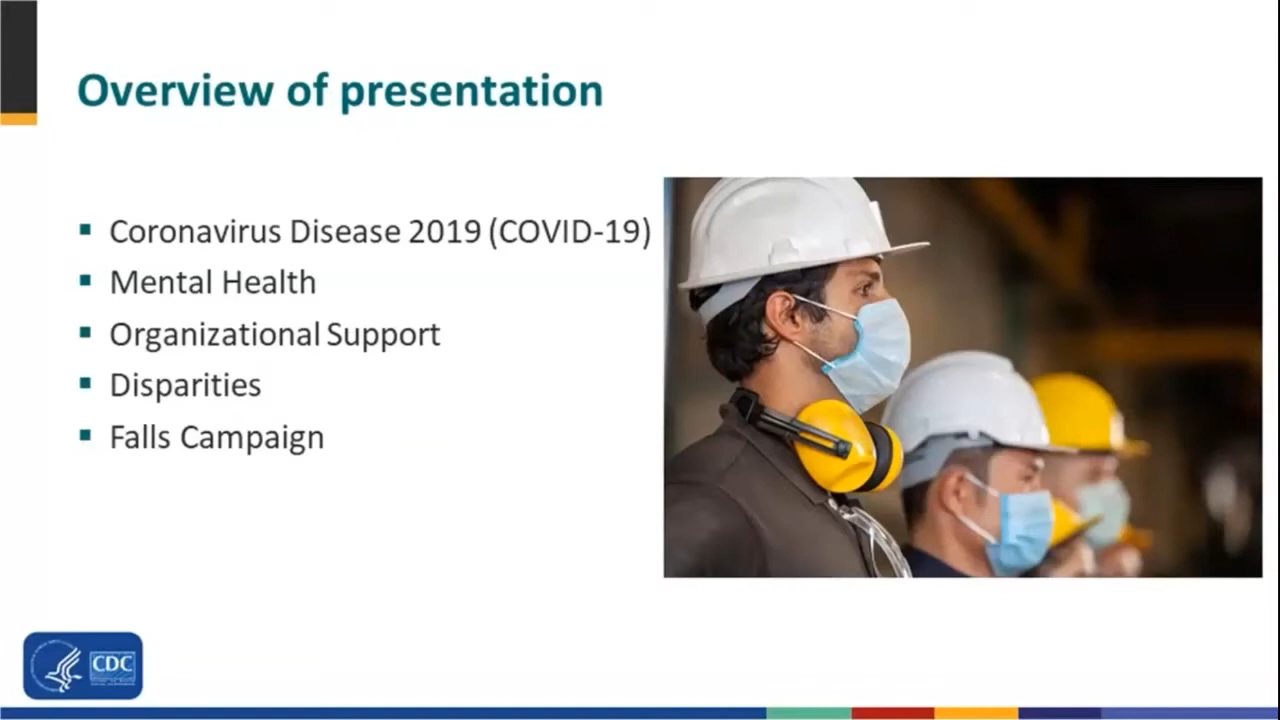 Overview of presentation
Coronavirus Disease 2019 (COVID-19)
Mental Health
Organizational Support
Disparities
Falls Campaign
CDC